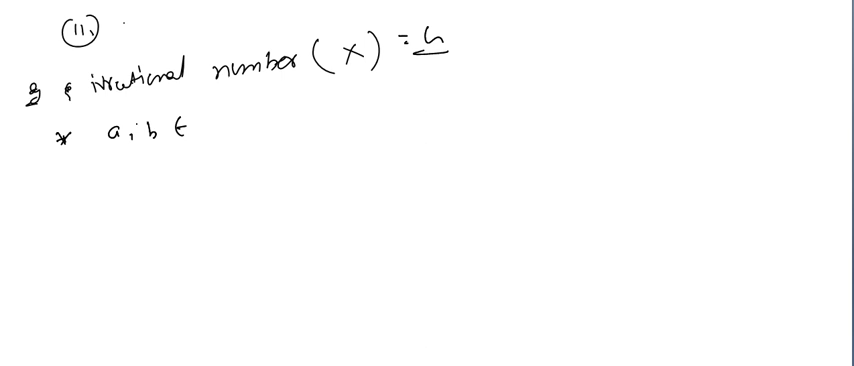 11.
irrational number (x) =
* a, b ∈